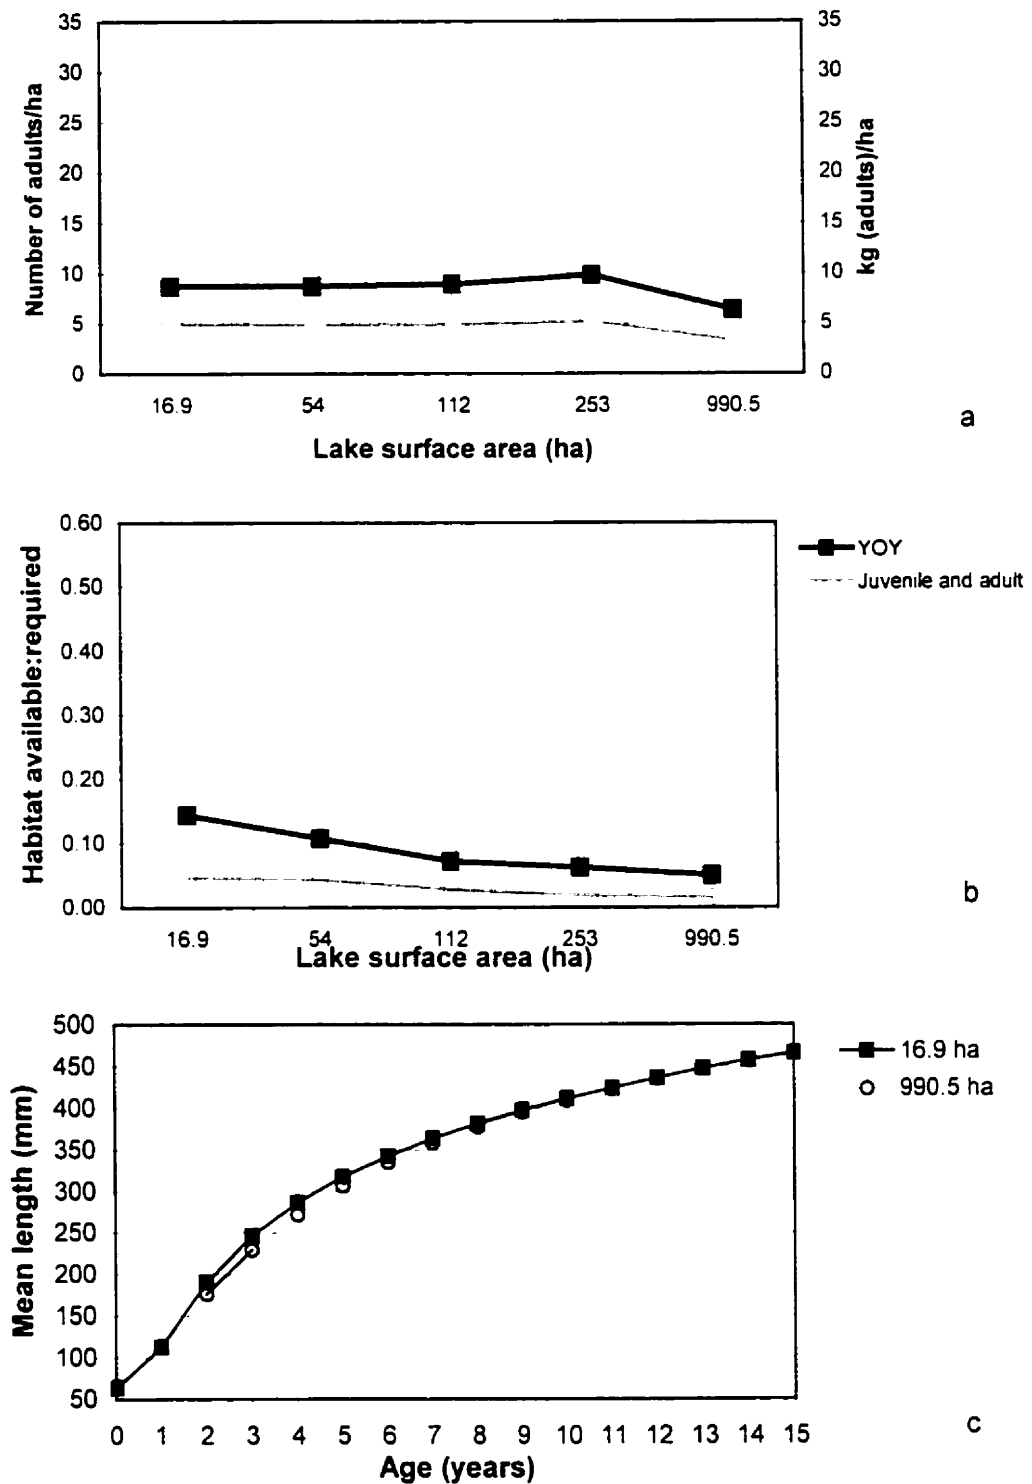 35
30
25
20
15
10
5
0
Number of adults/ha
35
30
25
20
15
10
5
0
kg (adults)/ha
16.9 54 112 253 990.5
Lake surface area (ha)
a
0.60
0.50
0.40
0.30
0.20
0.10
0.00
Habitat available:required
YOY
Juvenile and adult
16.9 54 112 253 990.5
Lake surface area (ha)
b
500
450
400
350
300
250
200
150
100
50
Mean length (mm)
16.9 ha
990.5 ha
0 1 2 3 4 5 6 7 8 9 10 11 12 13 14 15
Age (years)
c